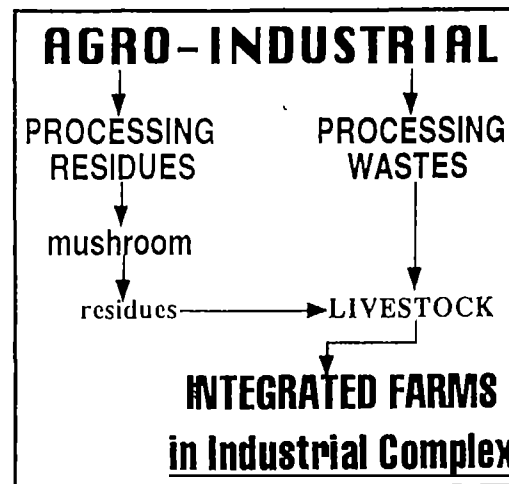 AGRO-INDUSTRIAL
PROCESSING RESIDUES
PROCESSING WASTES
mushroom
residues
LIVESTOCK
INTEGRATED FARMS
in Industrial Complex